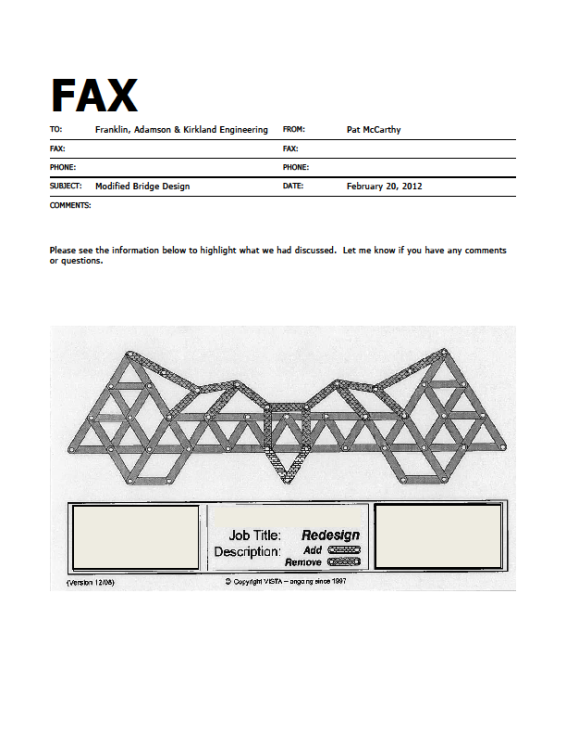 FAX
TO: Franklin, Adamson & Kirkland Engineering FROM: Pat McCarthy
FAX: FAX:
PHONE: PHONE:
SUBJECT: Modified Bridge Design DATE: February 20, 2012
COMMENTS:
Please see the information below to highlight what we had discussed. Let me know if you have any comments
or questions.
Job Title: Redesign
Description: Add
Remove
(Version 12/06)
© Copyright VISTA – ongoing since 1997